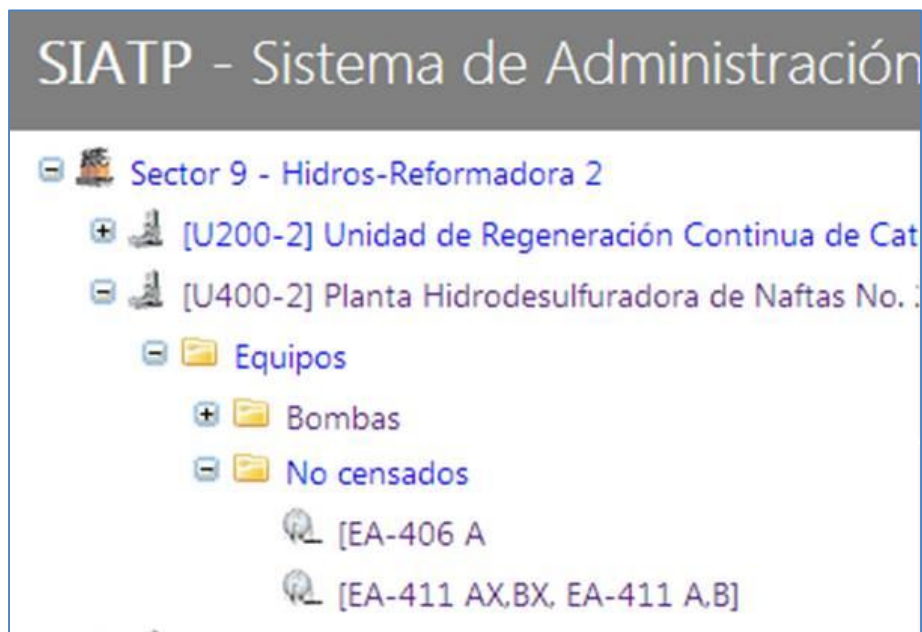 SIATP - Sistema de Administración
Sector 9 - Hidros-Reformadora 2
[U200-2] Unidad de Regeneración Continua de Cat
[U400-2] Planta Hidrodesulfuradora de Naftas No.
Equipos
Bombas
No censados
[EA-406 A
[EA-411 AX,BX, EA-411 A,B]